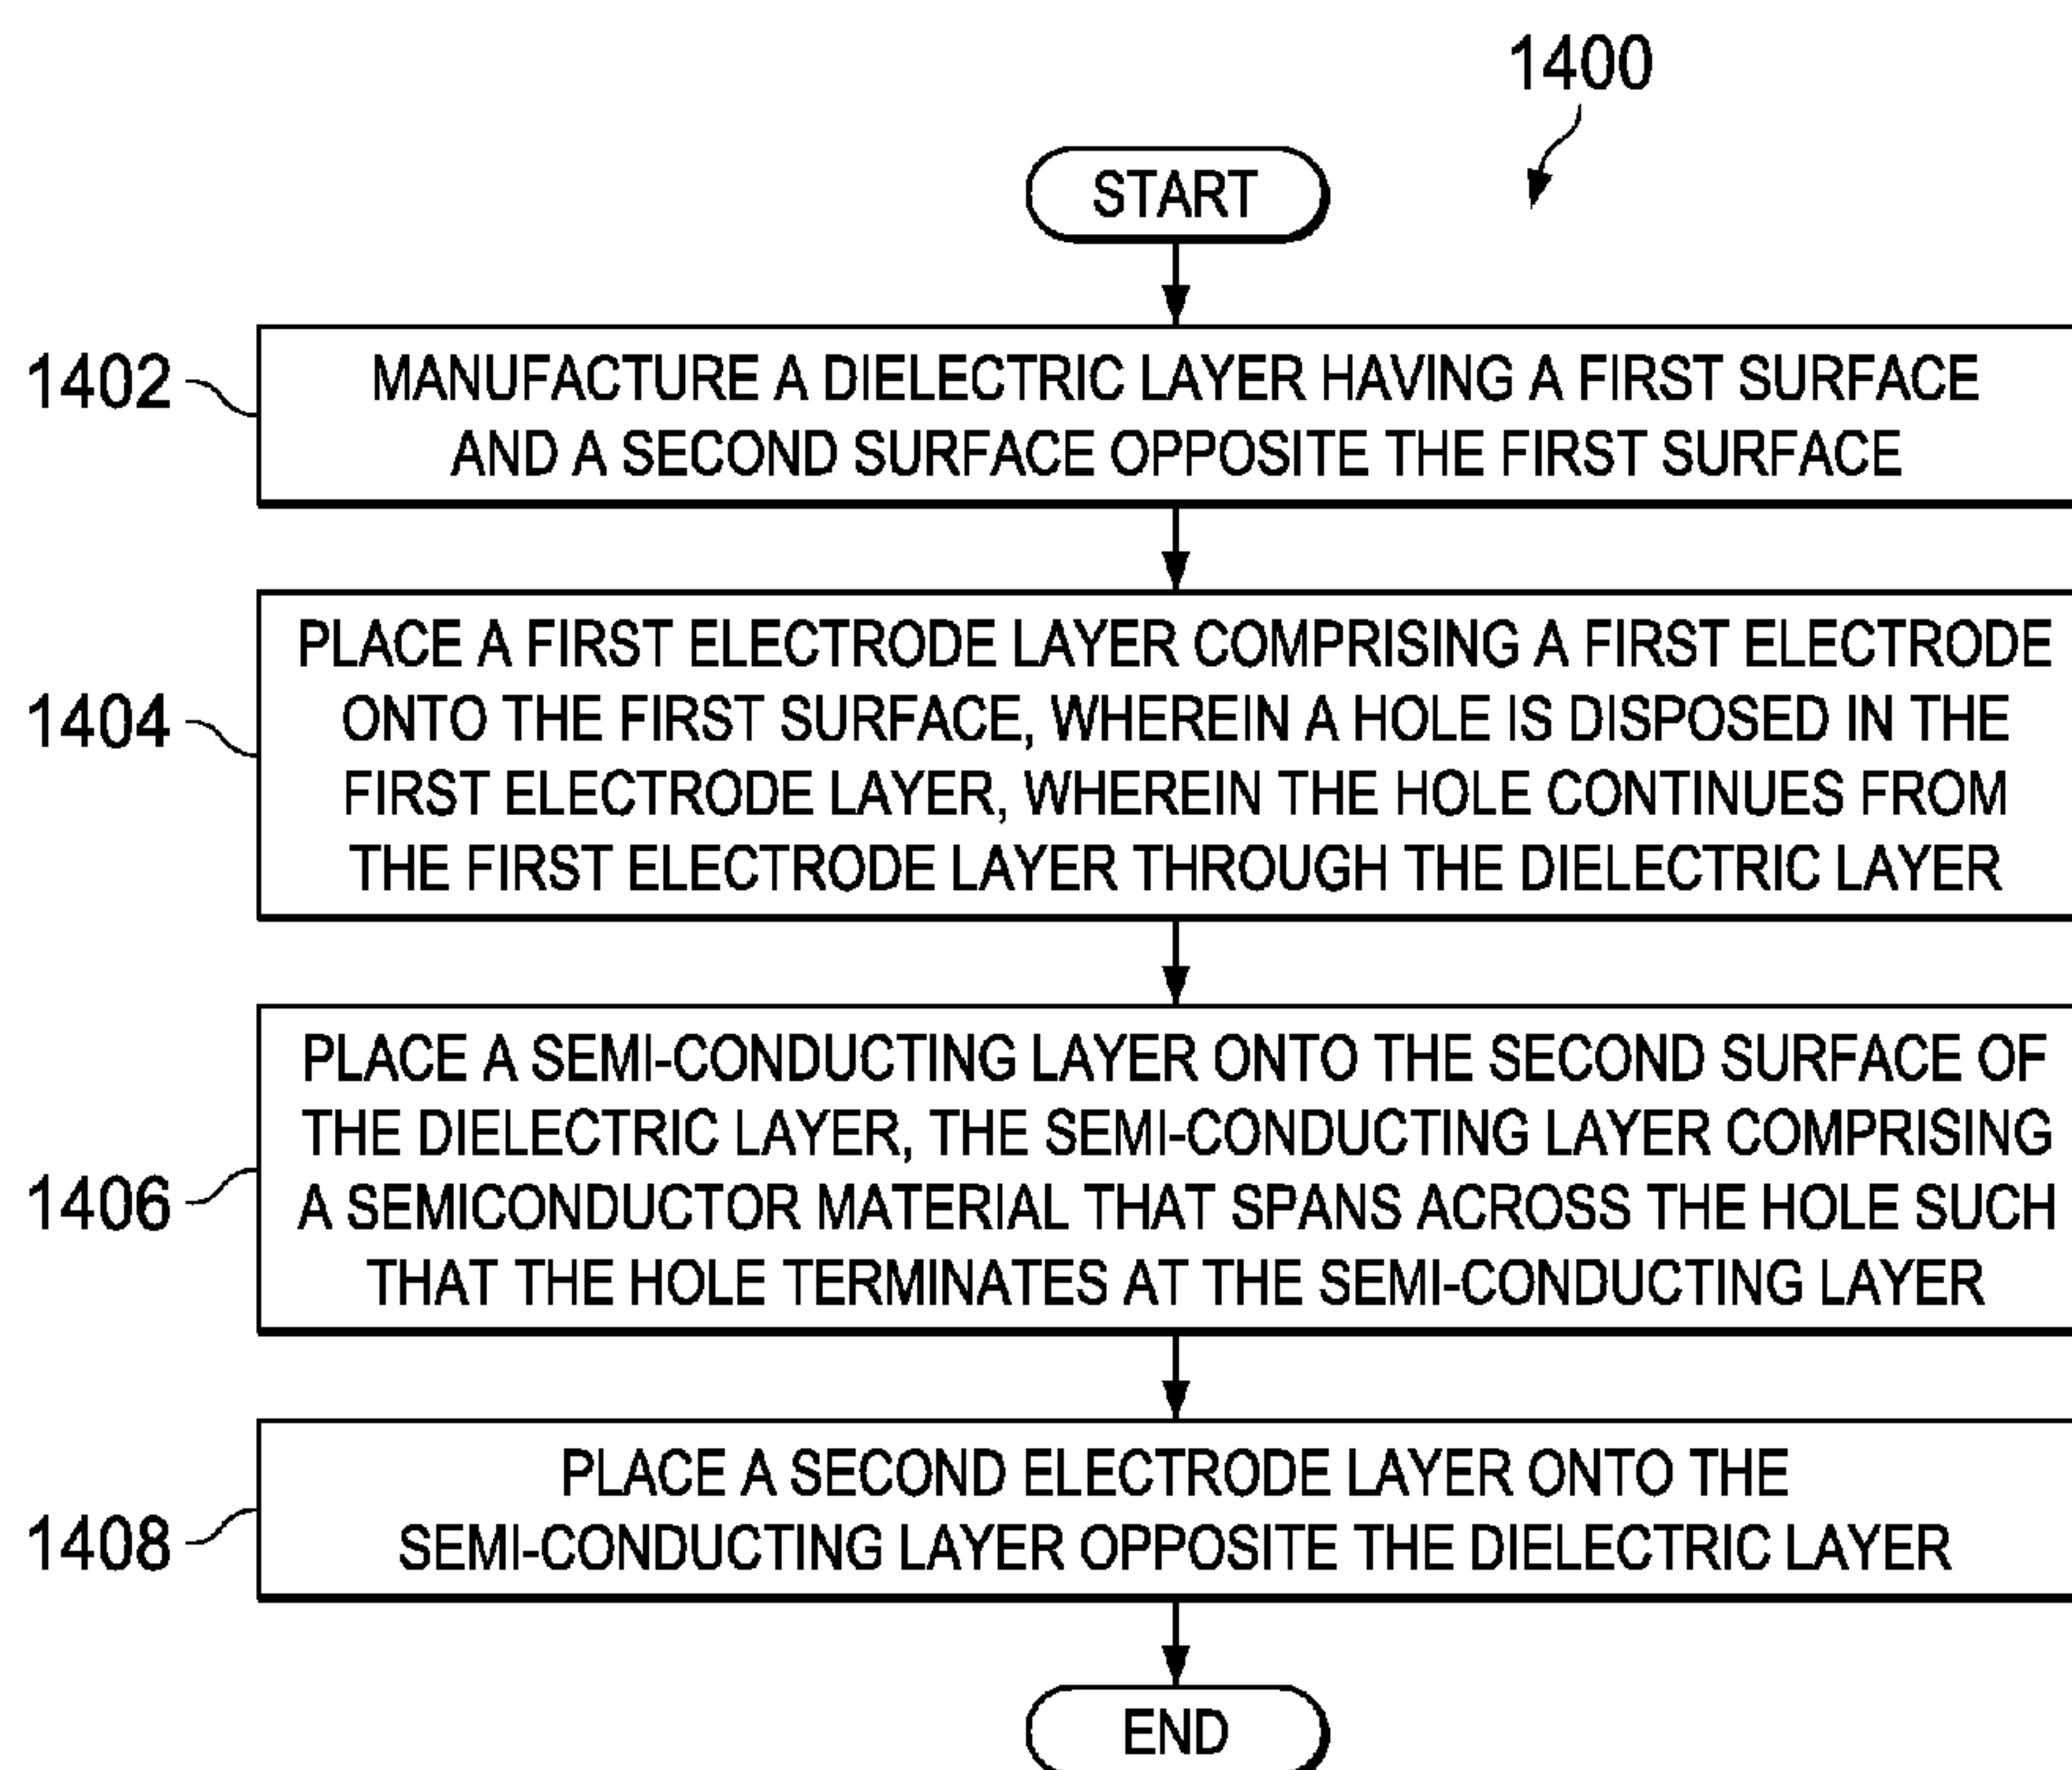 1400
START
1402
MANUFACTURE A DIELECTRIC LAYER HAVING A FIRST SURFACE
AND A SECOND SURFACE OPPOSITE THE FIRST SURFACE
1404
PLACE A FIRST ELECTRODE LAYER COMPRISING A FIRST ELECTRODE
ONTO THE FIRST SURFACE, WHEREIN A HOLE IS DISPOSED IN THE
FIRST ELECTRODE LAYER, WHEREIN THE HOLE CONTINUES FROM
THE FIRST ELECTRODE LAYER THROUGH THE DIELECTRIC LAYER
1406
PLACE A SEMI-CONDUCTING LAYER ONTO THE SECOND SURFACE OF
THE DIELECTRIC LAYER, THE SEMI-CONDUCTING LAYER COMPRISING
A SEMICONDUCTOR MATERIAL THAT SPANS ACROSS THE HOLE SUCH
THAT THE HOLE TERMINATES AT THE SEMI-CONDUCTING LAYER
1408
PLACE A SECOND ELECTRODE LAYER ONTO THE
SEMI-CONDUCTING LAYER OPPOSITE THE DIELECTRIC LAYER
END